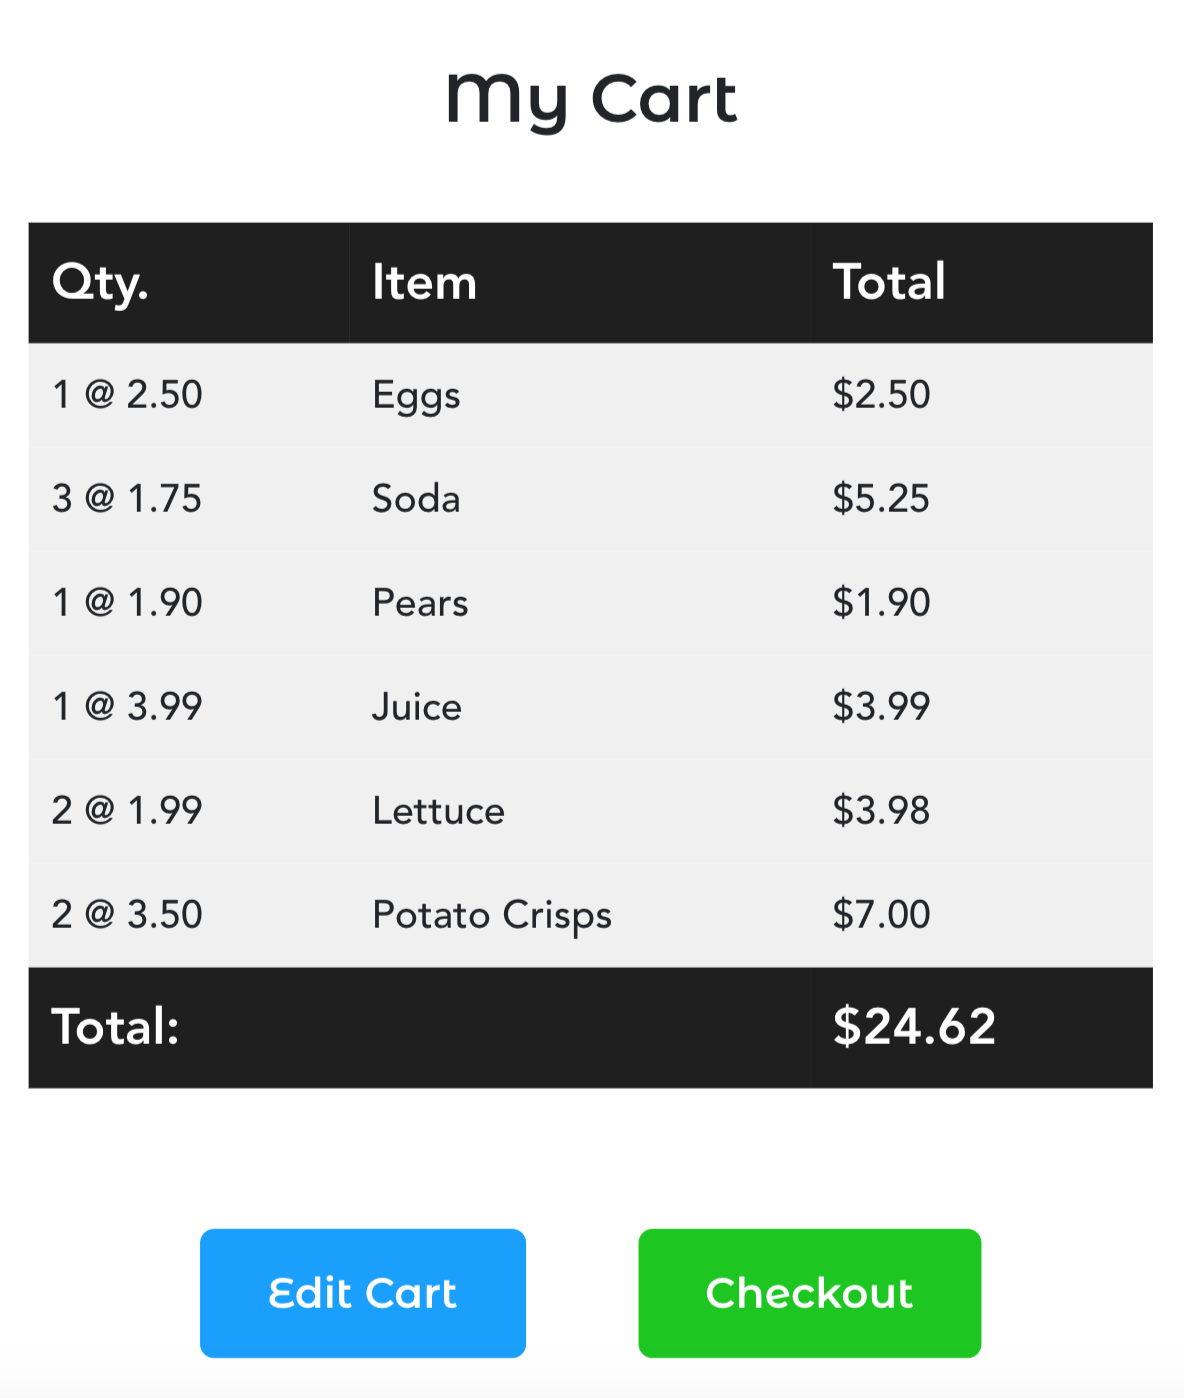 My Cart
Qty. Item Total
1 @ 2.50 Eggs $2.50
3 @ 1.75 Soda $5.25
1 @ 1.90 Pears $1.90
1 @ 3.99 Juice $3.99
2 @ 1.99 Lettuce $3.98
2 @ 3.50 Potato Crisps $7.00
Total: $24.62
Edit Cart Checkout